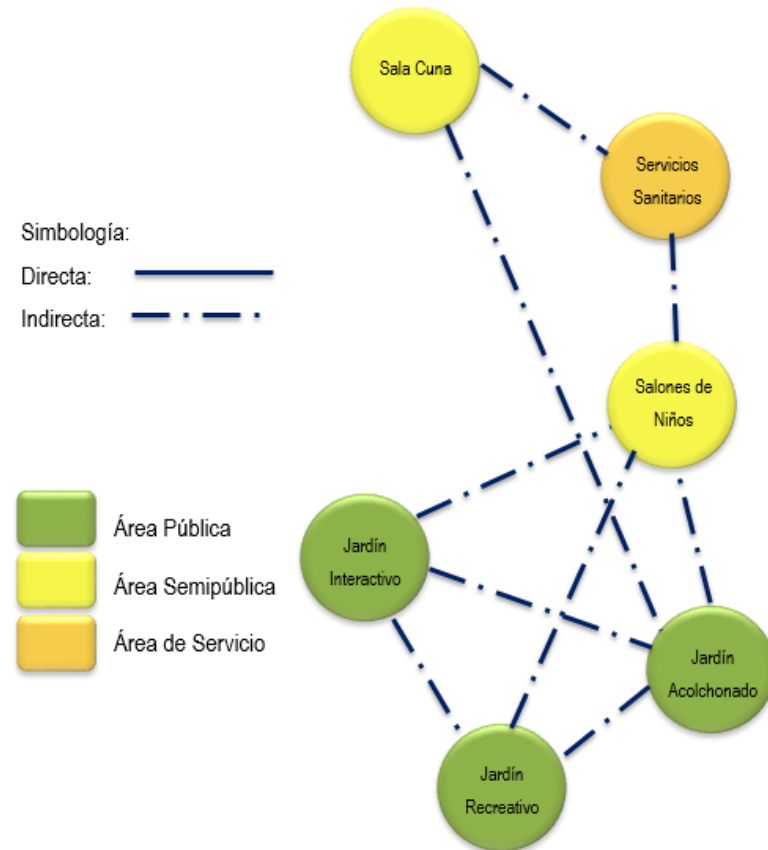 Sala Cuna
Servicios
Sanitarios
Simbología:
Directa:
Indirecta:
Salones de
Niños
Área Pública
Área Semipública
Área de Servicio
Jardín
Interactivo
Jardín
Acolchonado
Jardín
Recreativo